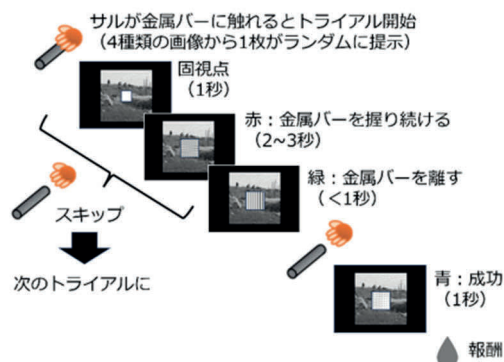 サルが金属バーに触れるとトライアル開始
（4種類の画像から1枚がランダムに提示）
固視点
（1秒）
赤：金属バーを握り続ける
（2~3秒）
緑：金属バーを離す
（<1秒）
スキップ
次のトライアルに
青：成功
（1秒）
報酬